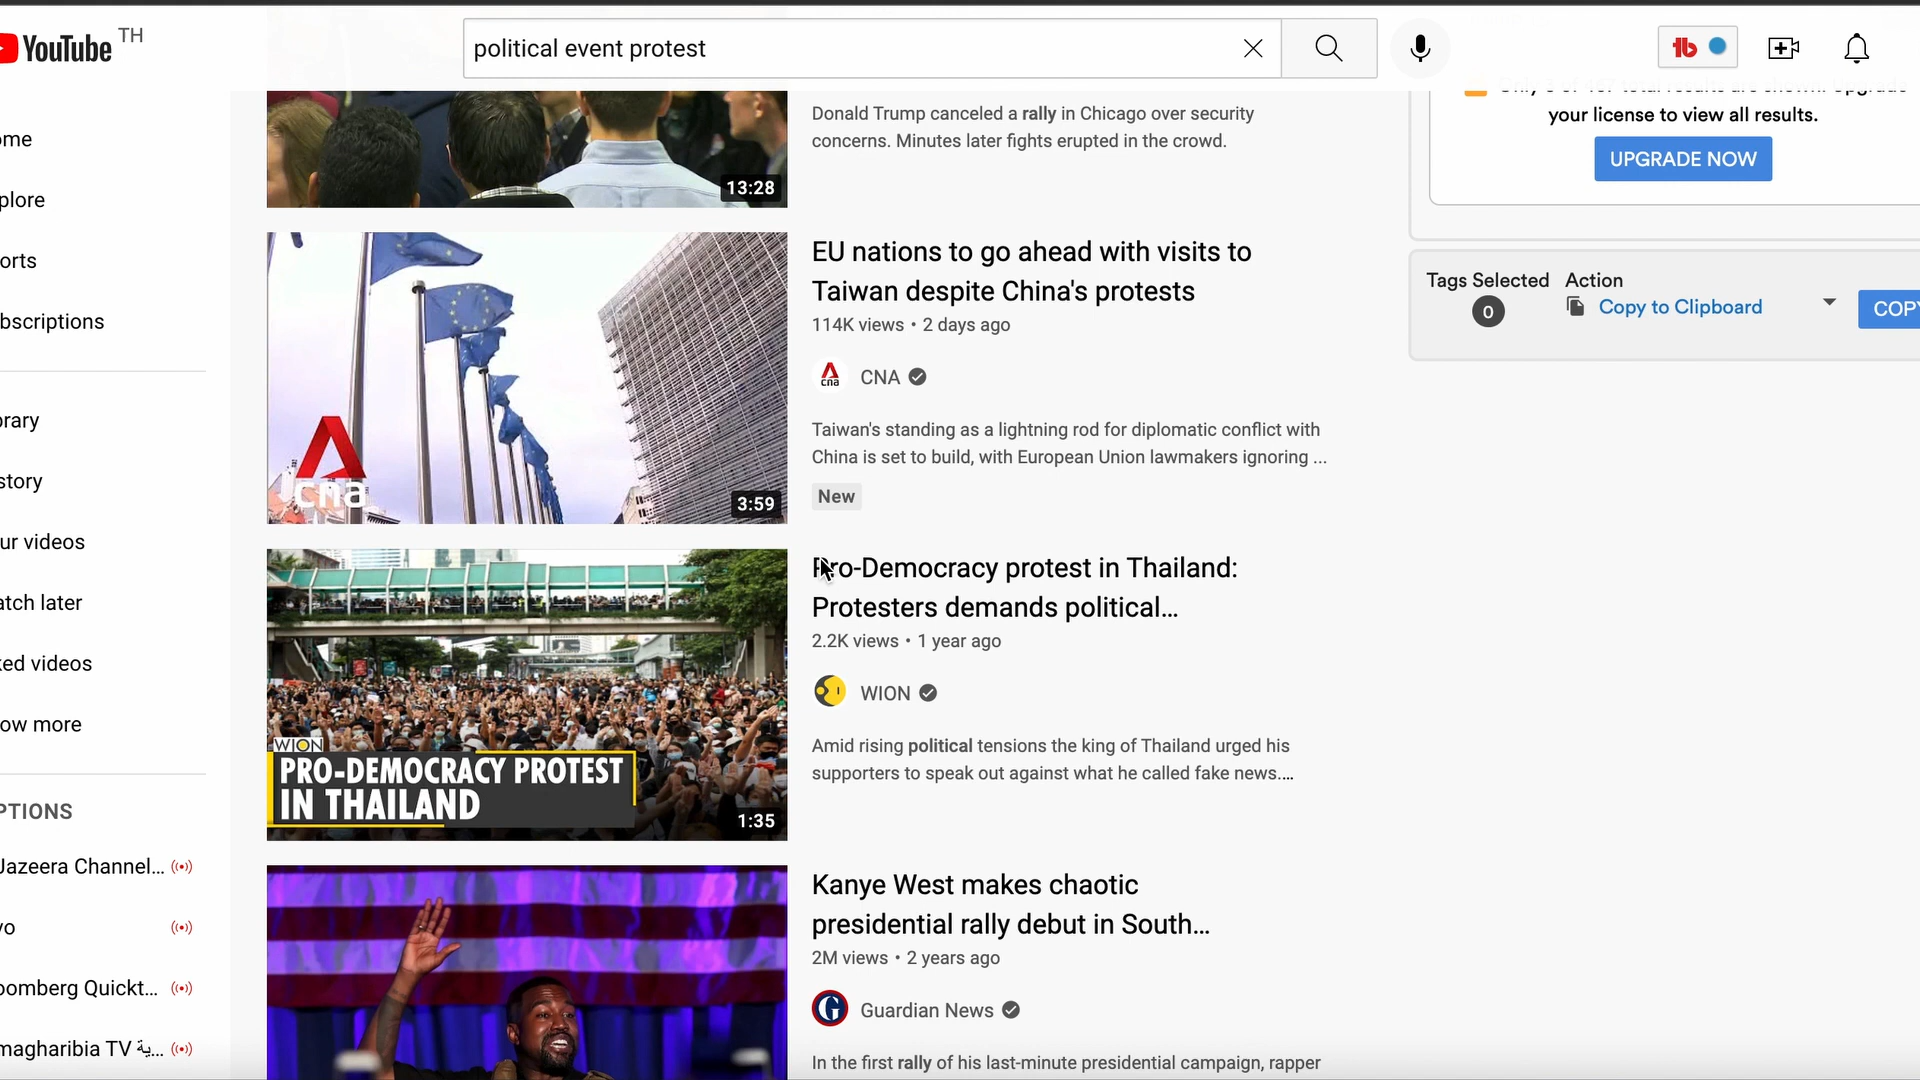 YouTube TH
political event protest
ome
plore
orts
bscriptions
brary
story
ur videos
atch later
ked videos
ow more
PTIONS
Jazeera Channel...
vo
oomberg Quickt...
magharibia TV ية...
13:28
Donald Trump canceled a rally in Chicago over security
concerns. Minutes later fights erupted in the crowd.
cna
3:59
EU nations to go ahead with visits to
Taiwan despite China's protests
114K views • 2 days ago
cna CNA
Taiwan's standing as a lightning rod for diplomatic conflict with
China is set to build, with European Union lawmakers ignoring ...
New
WION
PRO-DEMOCRACY PROTEST
IN THAILAND
1:35
Pro-Democracy protest in Thailand:
Protesters demands political...
2.2K views • 1 year ago
WION
Amid rising political tensions the king of Thailand urged his
supporters to speak out against what he called fake news....
Kanye West makes chaotic
presidential rally debut in South...
2M views • 2 years ago
G Guardian News
In the first rally of his last-minute presidential campaign, rapper
tb
your license to view all results.
UPGRADE NOW
Tags Selected Action
0 Copy to Clipboard
COPY